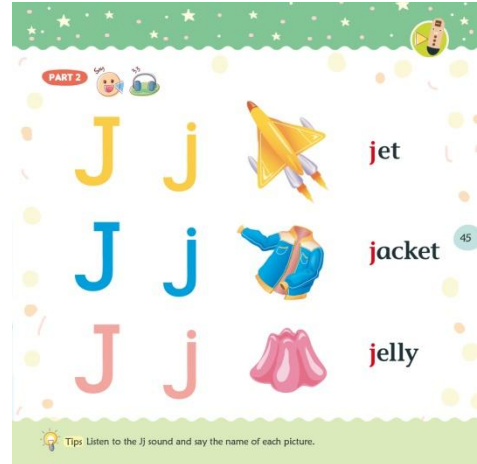 PART 2
Say
J j jet
J j jacket
45
J j jelly
Tips Listen to the Jj sound and say the name of each picture.